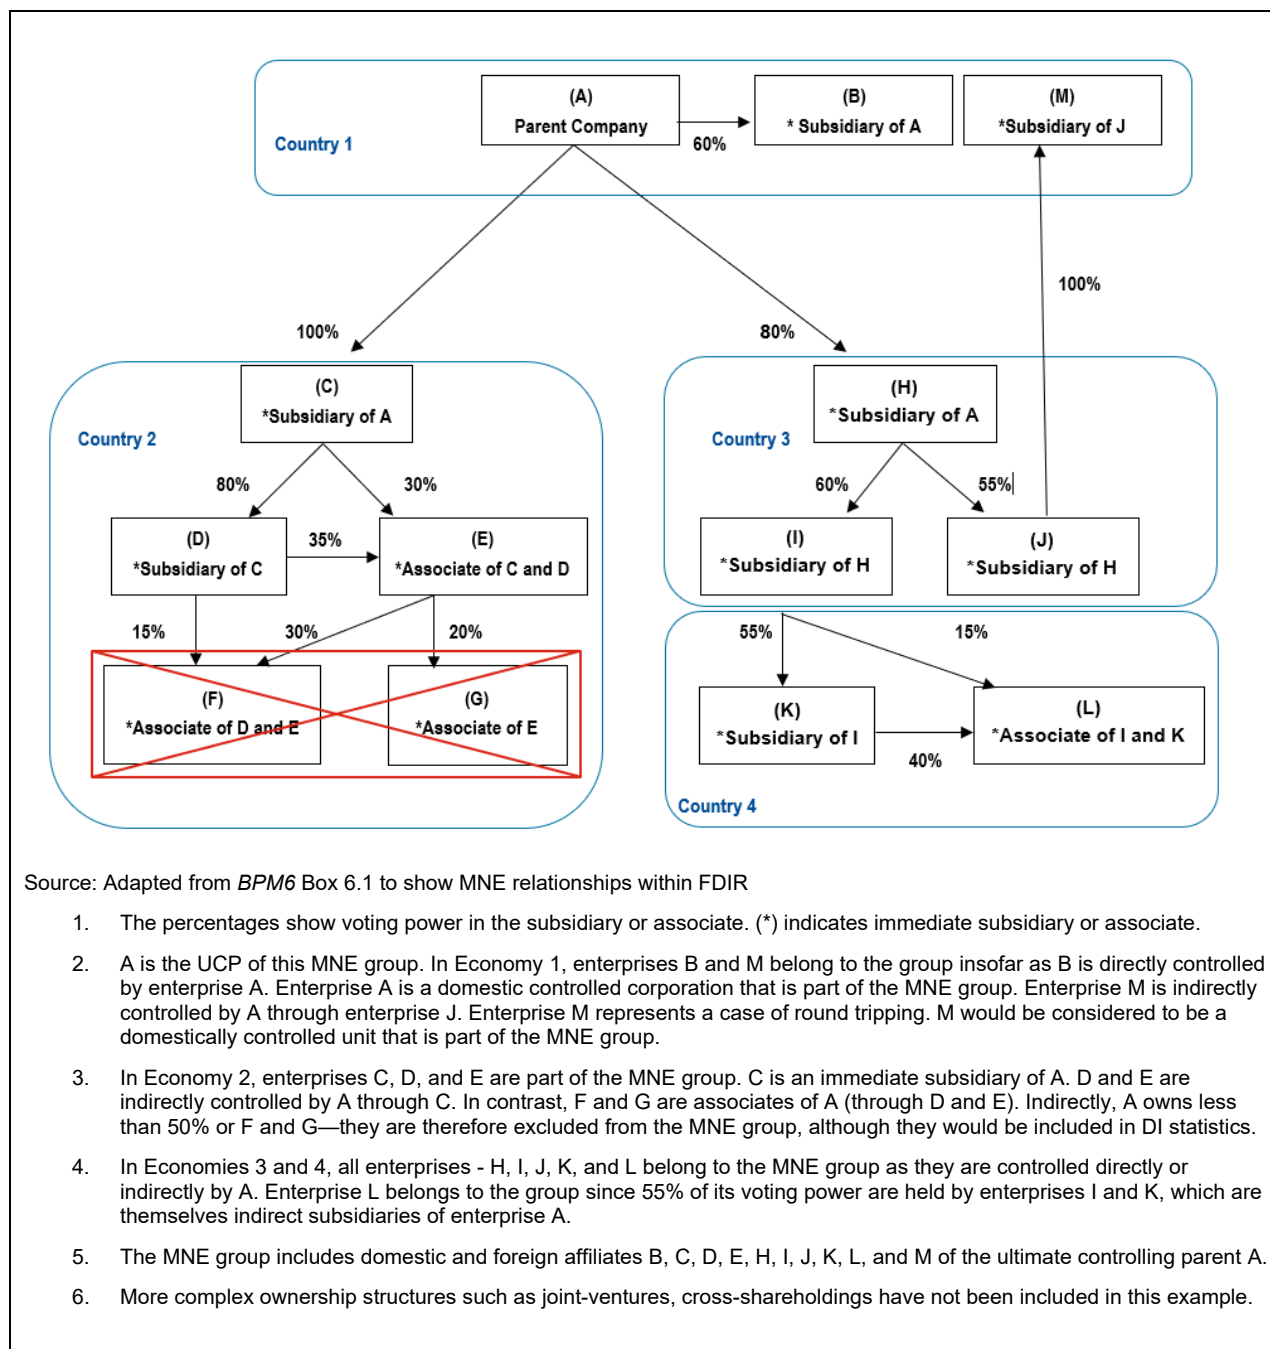 (A)
Parent Company
(B)
* Subsidiary of A
(M)
*Subsidiary of J
60%
Country 1
100%
100%
80%
(C)
*Subsidiary of A
Country 2
80%
30%
(D)
*Subsidiary of C
35%
(E)
*Associate of C and D
15%
30%
20%
(F)
*Associate of D and E
(G)
*Associate of E
(H)
*Subsidiary of A
Country 3
60%
55%
(I)
*Subsidiary of H
(J)
*Subsidiary of H
55%
15%
(K)
*Subsidiary of I
40%
(L)
*Associate of I and K
Country 4
Source: Adapted from BPM6 Box 6.1 to show MNE relationships within FDIR
1. The percentages show voting power in the subsidiary or associate. (*) indicates immediate subsidiary or associate.
2. A is the UCP of this MNE group. In Economy 1, enterprises B and M belong to the group insofar as B is directly controlled
by enterprise A. Enterprise A is a domestic controlled corporation that is part of the MNE group. Enterprise M is indirectly
controlled by A through enterprise J. Enterprise M represents a case of round tripping. M would be considered to be a
domestically controlled unit that is part of the MNE group.
3. In Economy 2, enterprises C, D, and E are part of the MNE group. C is an immediate subsidiary of A. D and E are
indirectly controlled by A through C. In contrast, F and G are associates of A (through D and E). Indirectly, A owns less
than 50% or F and G—they are therefore excluded from the MNE group, although they would be included in DI statistics.
4. In Economies 3 and 4, all enterprises - H, I, J, K, and L belong to the MNE group as they are controlled directly or
indirectly by A. Enterprise L belongs to the group since 55% of its voting power are held by enterprises I and K, which are
themselves indirect subsidiaries of enterprise A.
5. The MNE group includes domestic and foreign affiliates B, C, D, E, H, I, J, K, L, and M of the ultimate controlling parent A.
6. More complex ownership structures such as joint-ventures, cross-shareholdings have not been included in this example.